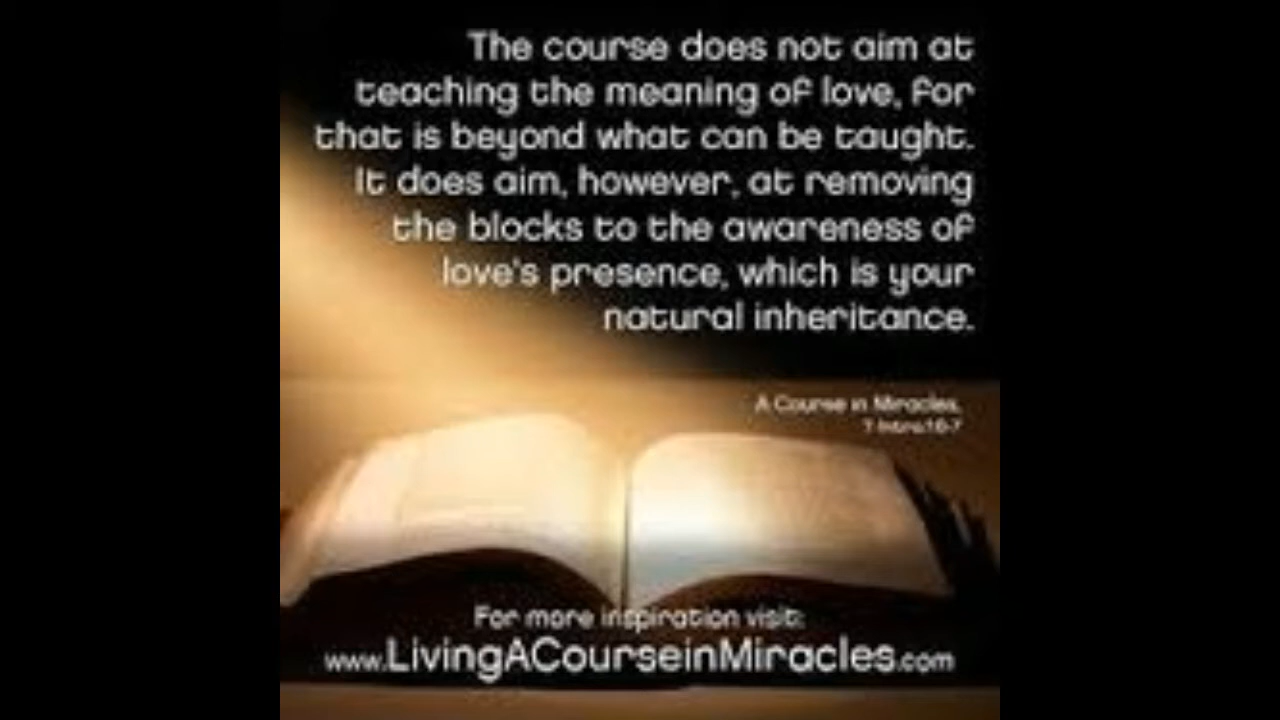 The course does not aim at
teaching the meaning of love, for
that is beyond what can be taught.
It does aim, however, at removing
the blocks to the awareness of
love's presence, which is your
natural inheritance.
A Course in Miracles,
For more inspiration visit:
www.LivingACourseinMiracles.com